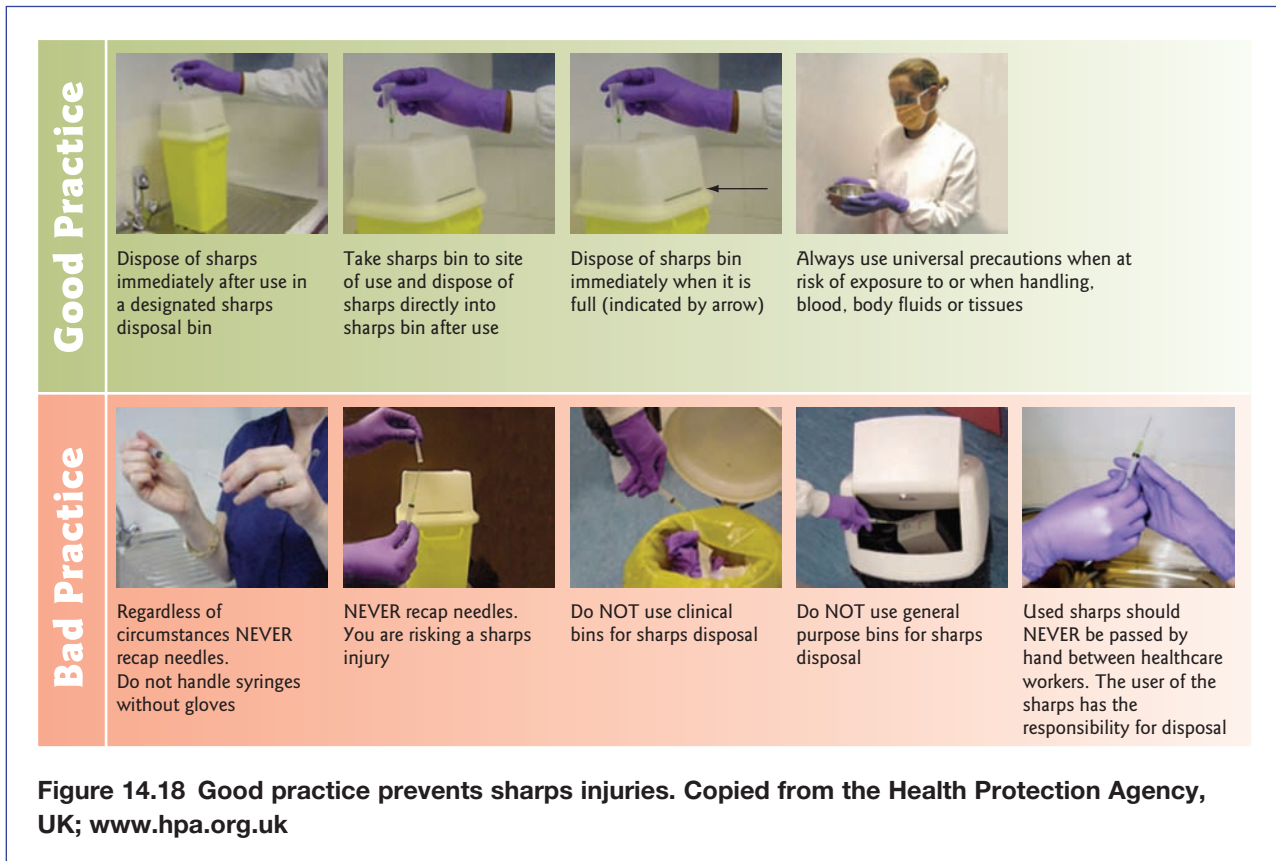 Good Practice
Dispose of sharps
immediately after use in
a designated sharps
disposal bin
Take sharps bin to site
of use and dispose of
sharps directly into
sharps bin after use
Dispose of sharps bin
immediately when it is
full (indicated by arrow)
Always use universal precautions when at
risk of exposure to or when handling,
blood, body fluids or tissues
Bad Practice
Regardless of
circumstances NEVER
recap needles.
Do not handle syringes
without gloves
NEVER recap needles.
You are risking a sharps
injury
Do NOT use clinical
bins for sharps disposal
Do NOT use general
purpose bins for sharps
disposal
Used sharps should
NEVER be passed by
hand between healthcare
workers. The user of the
sharps has the
responsibility for disposal
Figure 14.18 Good practice prevents sharps injuries. Copied from the Health Protection Agency,
UK; www.hpa.org.uk